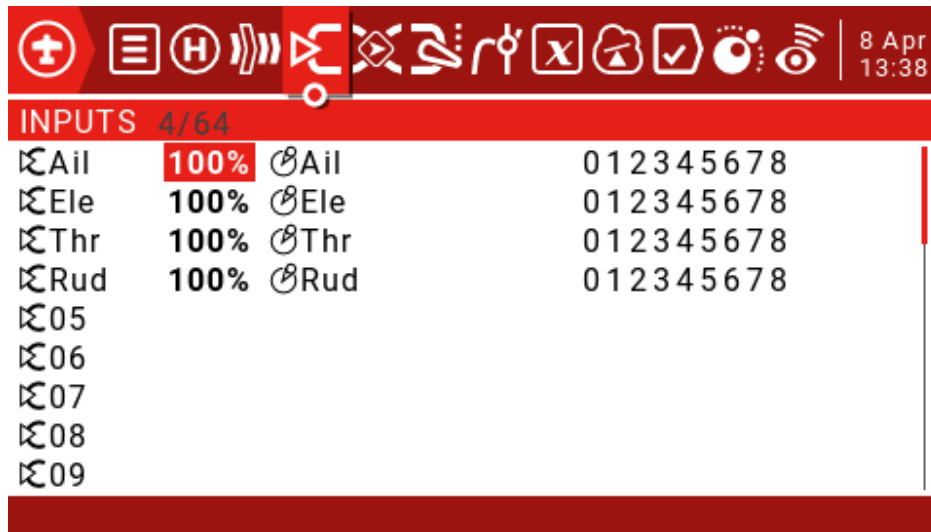 8 Apr
13:38
INPUTS 4/64
Ail 100% Ail 012345678
Ele 100% Ele 012345678
Thr 100% Thr 012345678
Rud 100% Rud 012345678
05
06
07
08
09